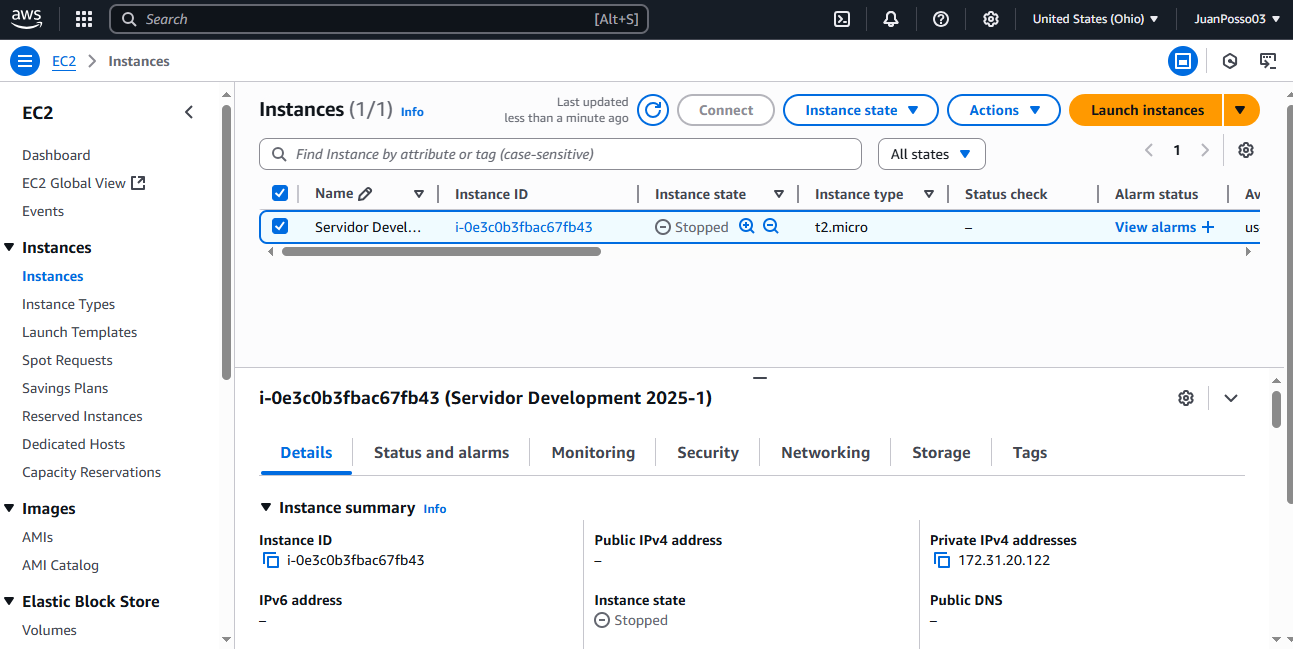 aws Search [Alt+S] United States (Ohio) JuanPosso03
EC2 Instances
EC2
Dashboard
EC2 Global View
Events
Instances
Instances
Instance Types
Launch Templates
Spot Requests
Savings Plans
Reserved Instances
Dedicated Hosts
Capacity Reservations
Images
AMIs
AMI Catalog
Elastic Block Store
Volumes
Instances (1/1) Info
Last updated
less than a minute ago
Connect Instance state Actions Launch instances
Find Instance by attribute or tag (case-sensitive) All states 1
Name Instance ID Instance state Instance type Status check Alarm status Av
Servidor Devel... i-0e3c0b3fbac67fb43 Stopped t2.micro – View alarms + us
i-0e3c0b3fbac67fb43 (Servidor Development 2025-1)
Details Status and alarms Monitoring Security Networking Storage Tags
Instance summary Info
Instance ID Public IPv4 address Private IPv4 addresses
i-0e3c0b3fbac67fb43 – 172.31.20.122
IPv6 address Instance state Public DNS
– Stopped –